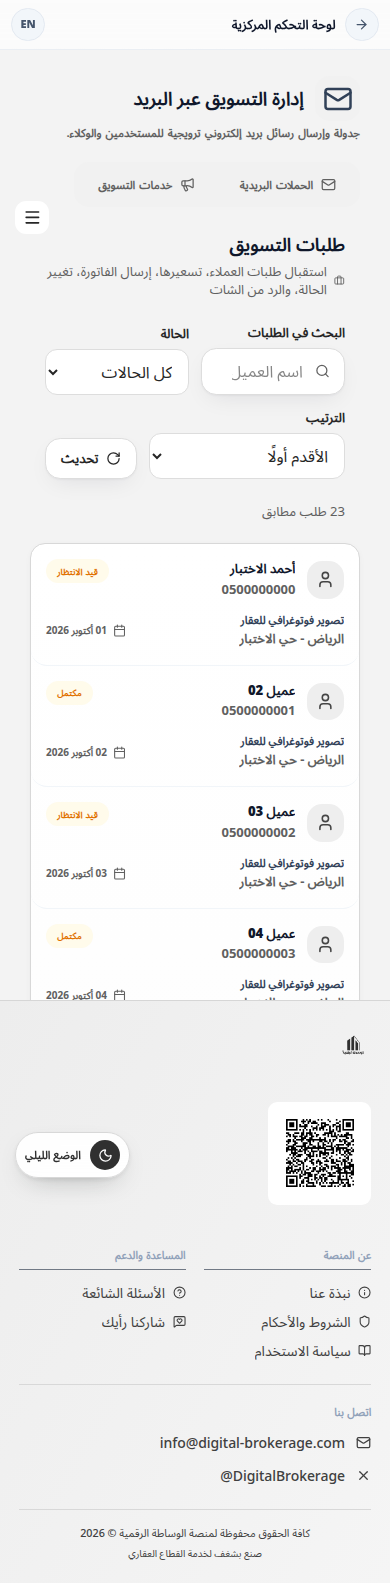 لوحة التحكم المركزية
EN
إدارة التسويق عبر البريد
جدولة وإرسال رسائل بريد إلكتروني ترويجية للمستخدمين والوكلاء.
الحملات البريدية
خدمات التسويق
طلبات التسويق
استقبال طلبات العملاء، تسعيرها، إرسال الفاتورة، تغيير
الحالة، والرد من الشات
البحث في الطلبات
الحالة
اسم العميل
كل الحالات
الترتيب
الأقدم أولًا
تحديث
23 طلب مطابق
أحمد الاختبار
قيد الانتظار
0500000000
تصوير فوتوغرافي للعقار
الرياض - حي الاختبار
01 أكتوبر 2026
عميل 02
مكتمل
0500000001
تصوير فوتوغرافي للعقار
الرياض - حي الاختبار
02 أكتوبر 2026
عميل 03
قيد الانتظار
0500000002
تصوير فوتوغرافي للعقار
الرياض - حي الاختبار
03 أكتوبر 2026
عميل 04
مكتمل
0500000003
تصوير فوتوغرافي للعقار
04 أكتوبر 2026
الوضع الليلي
عن المنصة
المساعدة والدعم
نبذة عنا
الأسئلة الشائعة
الشروط والأحكام
شاركنا رأيك
سياسة الاستخدام
اتصل بنا
info@digital-brokerage.com
@DigitalBrokerage
كافة الحقوق محفوظة لمنصة الوساطة الرقمية © 2026
صنع بشغف لخدمة القطاع العقاري